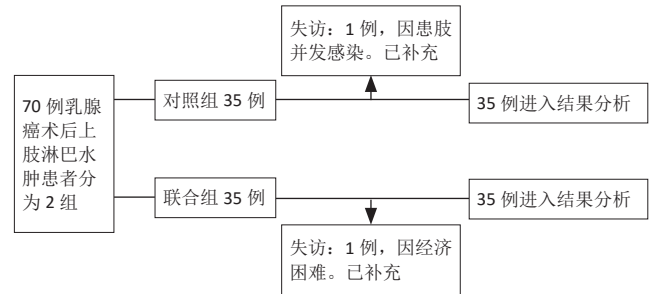 失访：1 例，因患肢
并发感染。已补充
70 例乳腺
癌术后上
肢淋巴水
肿患者分
为 2 组
对照组 35 例
35 例进入结果分析
联合组 35 例
35 例进入结果分析
失访：1 例，因经济
困难。已补充